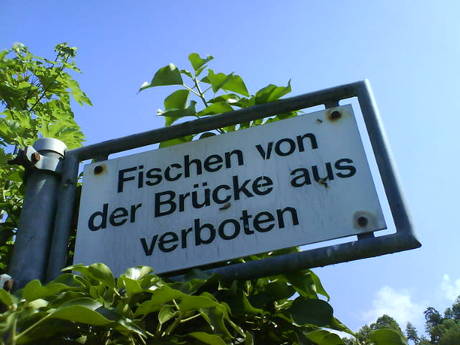 Fischen von
der Brücke aus
verboten